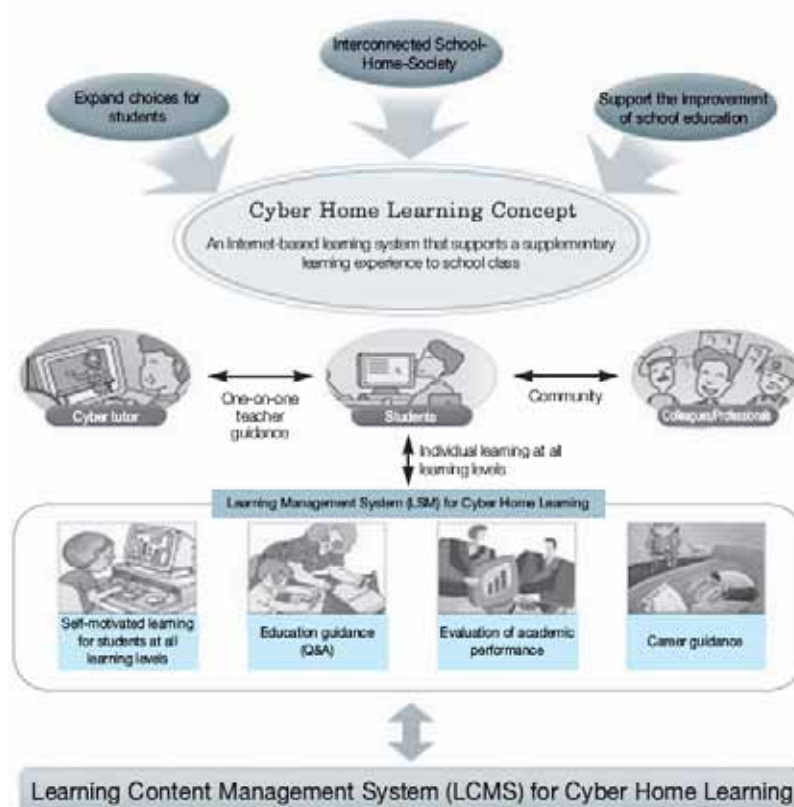 Interconnected School-
Home-Society
Expand choices for
students
Support the improvement
of school education
Cyber Home Learning Concept
An Internet-based learning system that supports a supplementary
learning experience to school class
Cyber tutor
One-on-one
teacher
guidance
Students
Community
Colleagues/Professionals
Individual learning at all
learning levels
Learning Management System (LSM) for Cyber Home Learning
Self-motivated learning
for students at all
learning levels
Education guidance
(Q&A)
Evaluation of academic
performance
Career guidance
Learning Content Management System (LCMS) for Cyber Home Learning